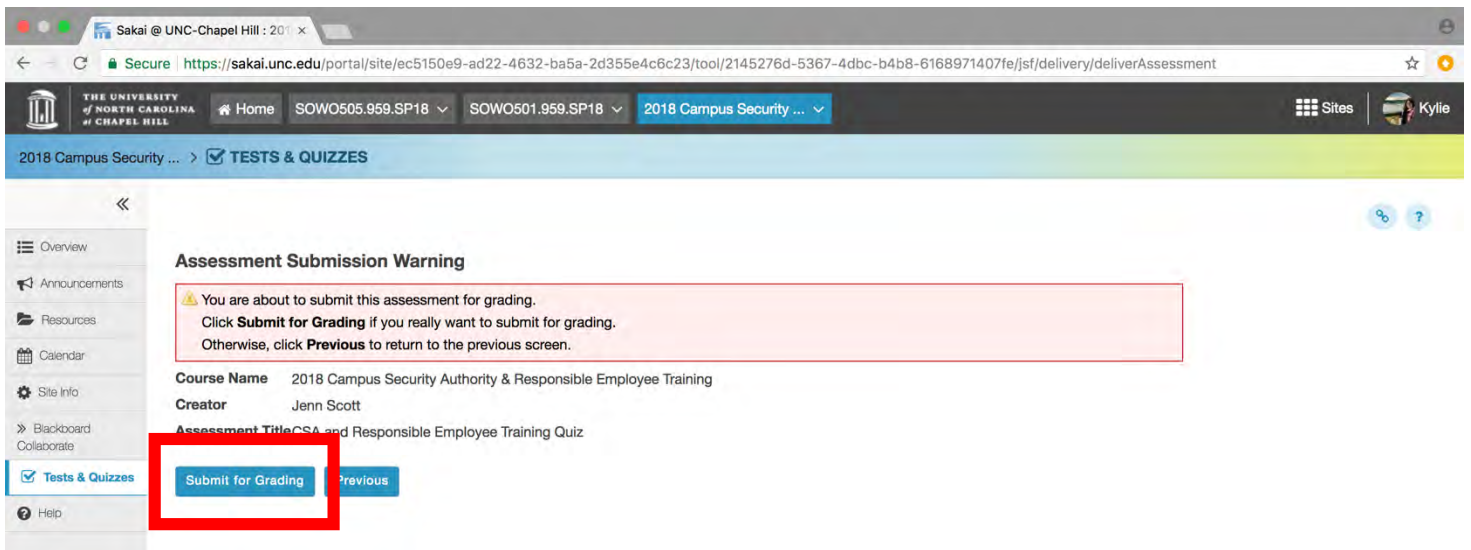 Sakai @ UNC-Chapel Hill : 201 ×
Secure https://sakai.unc.edu/portal/site/ec5150e9-ad22-4632-ba5a-2d355e4c6c23/tool/2145276d-5367-4dbc-b4b8-6168971407fe/jsf/delivery/deliverAssessment
THE UNIVERSITY
of NORTH CAROLINA
at CHAPEL HILL
Home SOWO505.959.SP18 SOWO501.959.SP18 2018 Campus Security ... Sites Kylie
2018 Campus Security ... > TESTS & QUIZZES
«
?
Overview
Announcements
Resources
Calendar
Site Info
Blackboard
Collaborate
Tests & Quizzes
Help
Assessment Submission Warning
You are about to submit this assessment for grading.
Click Submit for Grading if you really want to submit for grading.
Otherwise, click Previous to return to the previous screen.
Course Name 2018 Campus Security Authority & Responsible Employee Training
Creator Jenn Scott
Assessment Title CSA and Responsible Employee Training Quiz
Submit for Grading Previous